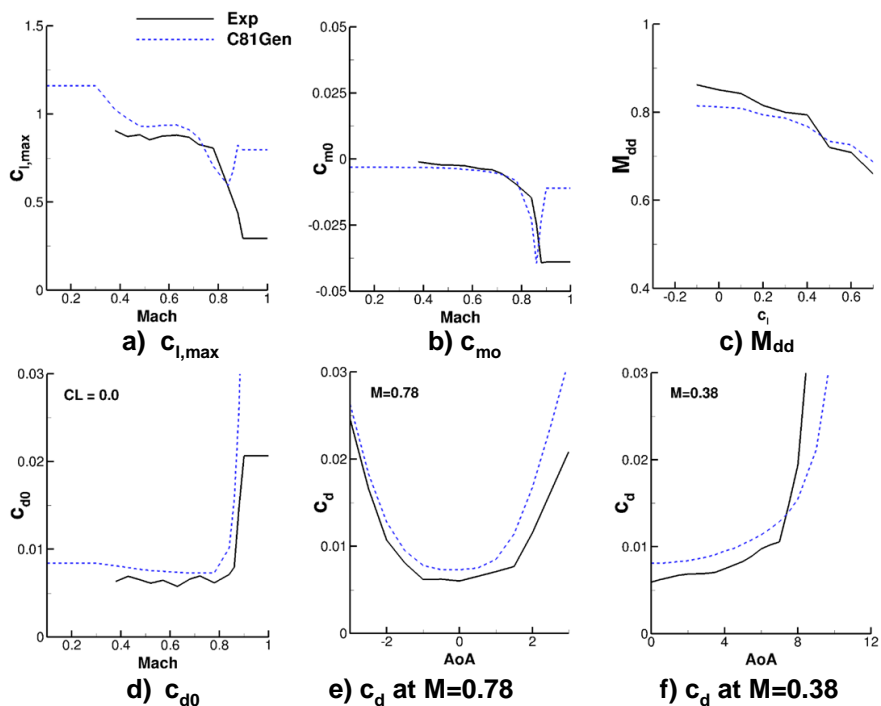 Exp
C81Gen
1.5
1
0.5
0
c_l,max
0.2 0.4 0.6 0.8 1
Mach
a) c_l,max
0.05
0.025
0
-0.025
-0.05
c_m0
0.2 0.4 0.6 0.8 1
Mach
b) c_mo
1
0.8
0.6
0.4
M_dd
-0.2 0 0.2 0.4 0.6
c_l
c) M_dd
CL = 0.0
0.03
0.02
0.01
0
c_d0
0.2 0.4 0.6 0.8 1
Mach
d) c_d0
M=0.78
0.03
0.02
0.01
0
c_d
-2 0 2
AoA
e) c_d at M=0.78
M=0.38
0.03
0.02
0.01
0
c_d
0 4 8 12
AoA
f) c_d at M=0.38